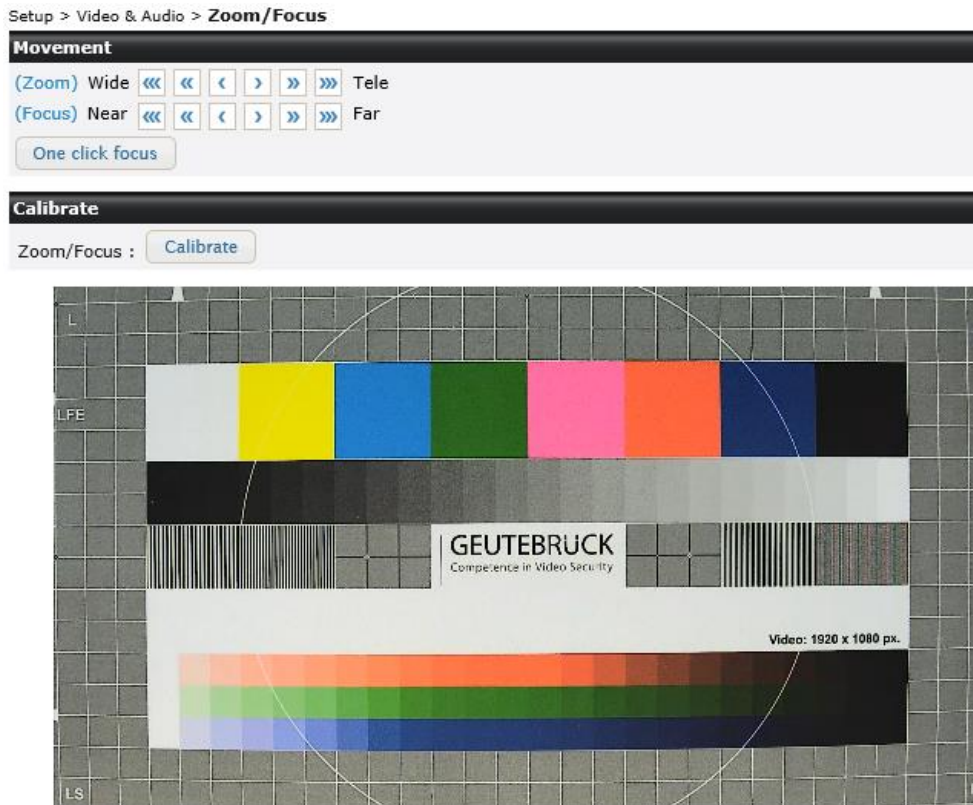 Setup > Video & Audio > Zoom/Focus
Movement
(Zoom) Wide ‹‹‹ ‹‹ ‹ › ›› ››› Tele
(Focus) Near ‹‹‹ ‹‹ ‹ › ›› ››› Far
One click focus
Calibrate
Zoom/Focus : Calibrate
L
LFE
GEUTEBRÜCK
Competence in Video Security
Video: 1920 x 1080 px.
LS